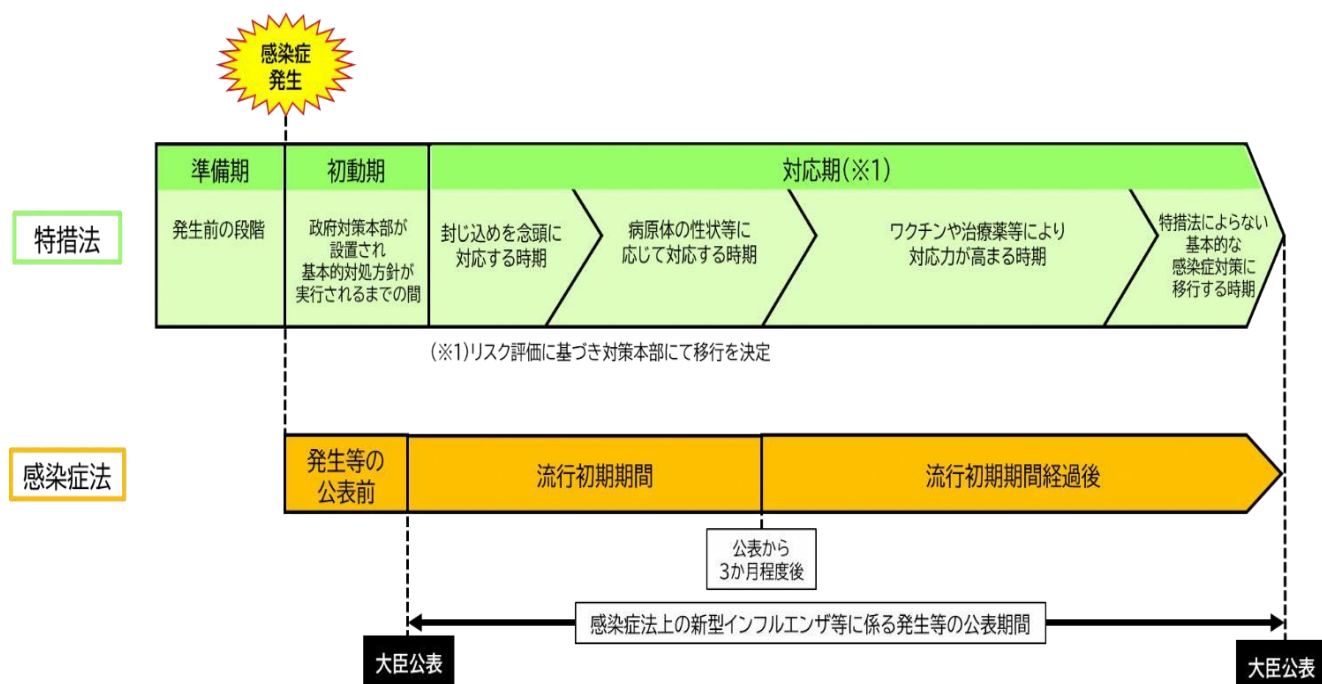 感染症
発生
特措法
準備期
発生前の段階
初動期
政府対策本部が
設置され
基本的対処方針が
実行されるまでの間
対応期(※1)
封じ込めを念頭に
対応する時期
病原体の性状等に
応じて対応する時期
ワクチンや治療薬等により
対応力が高まる時期
特措法によらない
基本的な
感染症対策に
移行する時期
(※1)リスク評価に基づき対策本部にて移行を決定
感染症法
発生等の
公表前
流行初期期間
流行初期期間経過後
公表から
3か月程度後
感染症法上の新型インフルエンザ等に係る発生等の公表期間
大臣公表
大臣公表